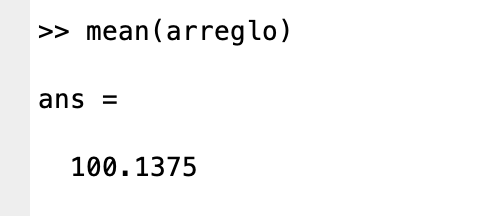 >> mean(arreglo)
ans =
100.1375